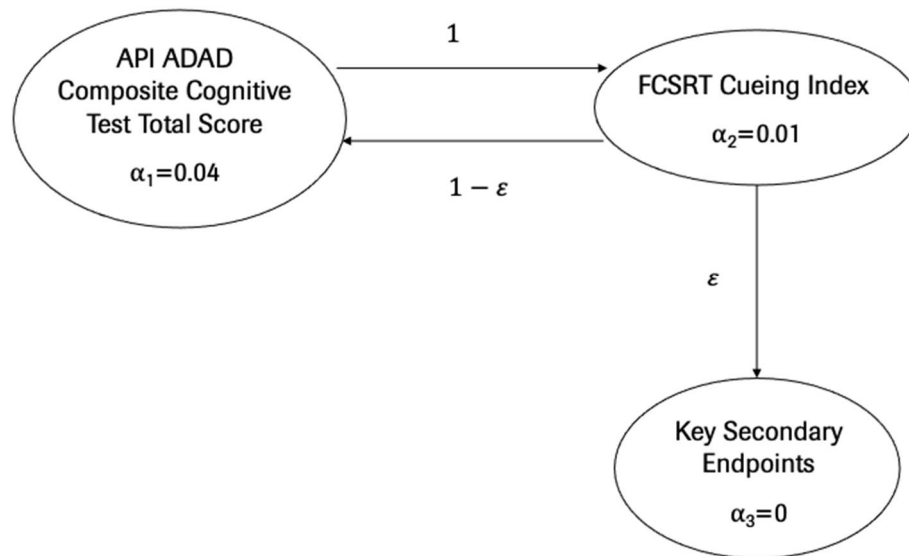 API ADAD
Composite Cognitive
Test Total Score
α₁=0.04
1
1 − ε
FCSRT Cueing Index
α₂=0.01
ε
Key Secondary
Endpoints
α₃=0